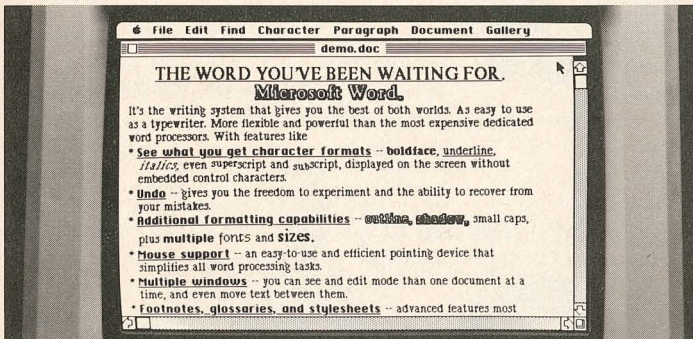 File Edit Find Character Paragraph Document Gallery
demo.doc
THE WORD YOU'VE BEEN WAITING FOR.
Microsoft Word.
It's the writing system that gives you the best of both worlds. As easy to use
as a typewriter. More flexible and powerful than the most expensive dedicated
word processors. With features like
* See what you get character formats -- boldface, underline,
italics, even superscript and subscript, displayed on the screen without
embedded control characters.
* Undo -- gives you the freedom to experiment and the ability to recover from
your mistakes.
* Additional formatting capabilities -- outline, shadow, small caps,
plus multiple fonts and sizes.
* Mouse support -- an easy-to-use and efficient pointing device that
simplifies all word processing tasks.
* Multiple windows -- you can see and edit mode than one document at a
time, and even move text between them.
* Footnotes, glossaries, and stylesheets -- advanced features most